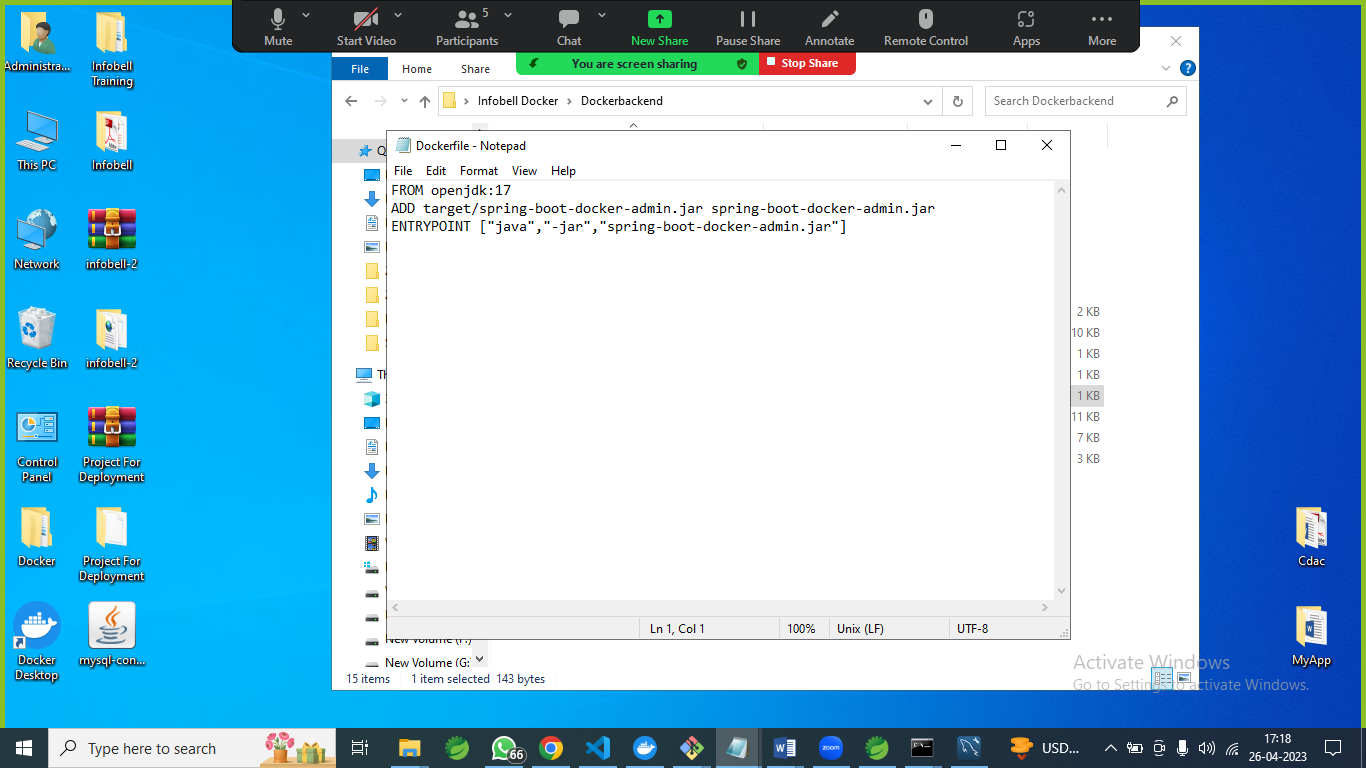 Mute
Start Video
Participants
5
Chat
New Share
Pause Share
Annotate
Remote Control
Apps
More
You are screen sharing
Stop Share
File
Home
Share
Infobell Docker
Dockerbackend
Search Dockerbackend
Dockerfile - Notepad
File Edit Format View Help
FROM openjdk:17
ADD target/spring-boot-docker-admin.jar spring-boot-docker-admin.jar
ENTRYPOINT ["java","-jar","spring-boot-docker-admin.jar"]
2 KB
10 KB
1 KB
1 KB
1 KB
11 KB
7 KB
3 KB
Ln 1, Col 1
100%
Unix (LF)
UTF-8
New Volume (F:)
New Volume (G:
15 items
1 item selected 143 bytes
Administra...
Infobell
Training
This PC
Infobell
Network
infobell-2
Recycle Bin
infobell-2
Control
Panel
Project For
Deployment
Docker
Project For
Deployment
Docker
Desktop
mysql-con...
Cdac
MyApp
Activate Windows
Go to Settings to activate Windows.
Type here to search
66
zoom
USD...
17:18
26-04-2023